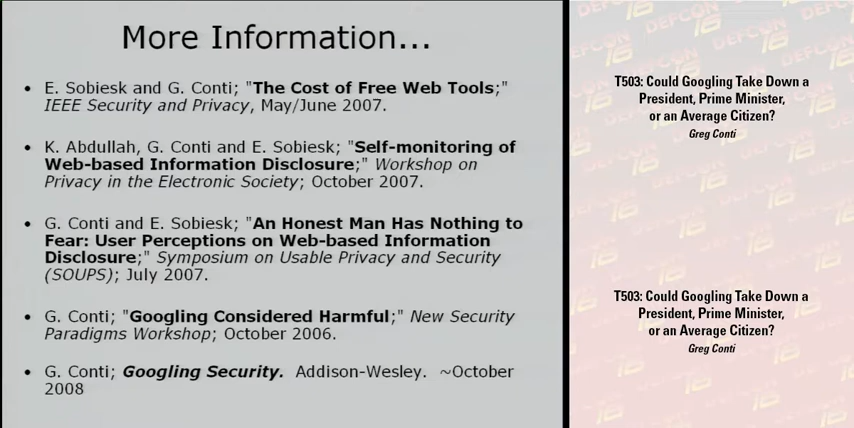 More Information...
• E. Sobiesk and G. Conti; "The Cost of Free Web Tools;"
IEEE Security and Privacy, May/June 2007.
• K. Abdullah, G. Conti and E. Sobiesk; "Self-monitoring of
Web-based Information Disclosure;" Workshop on
Privacy in the Electronic Society; October 2007.
• G. Conti and E. Sobiesk; "An Honest Man Has Nothing to
Fear: User Perceptions on Web-based Information
Disclosure;" Symposium on Usable Privacy and Security
(SOUPS); July 2007.
• G. Conti; "Googling Considered Harmful;" New Security
Paradigms Workshop; October 2006.
• G. Conti; Googling Security. Addison-Wesley. ~October
2008
T503: Could Googling Take Down a
President, Prime Minister,
or an Average Citizen?
Greg Conti
T503: Could Googling Take Down a
President, Prime Minister,
or an Average Citizen?
Greg Conti
DEFCON
16